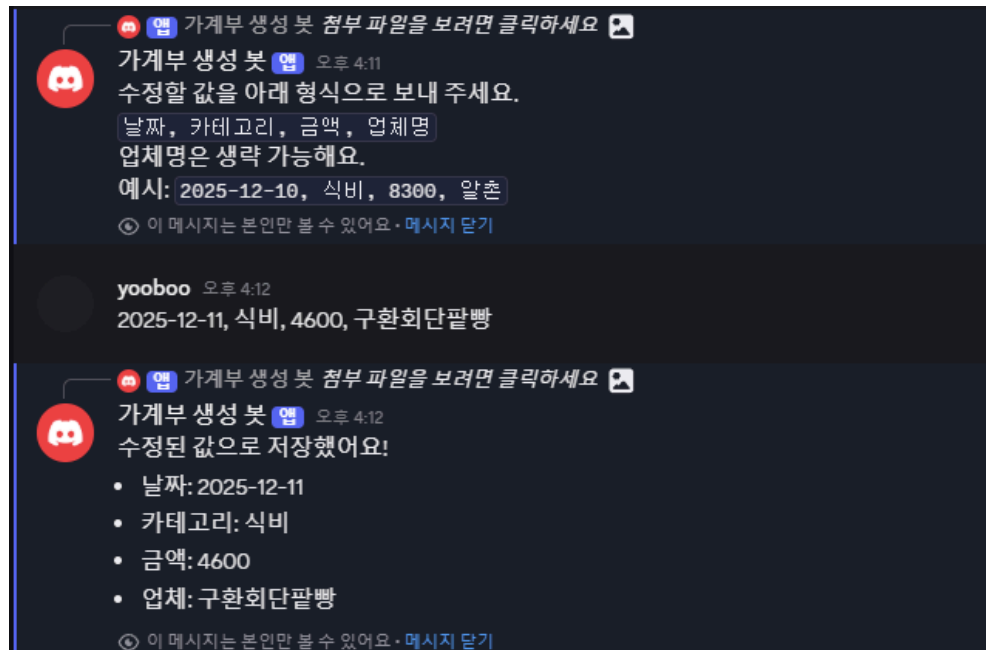 앱 가계부 생성 봇 첨부 파일을 보려면 클릭하세요
가계부 생성 봇 앱 오후 4:11
수정할 값을 아래 형식으로 보내 주세요.
날짜, 카테고리, 금액, 업체명
업체명은 생략 가능해요.
예시: 2025-12-10, 식비, 8300, 알촌
이 메시지는 본인만 볼 수 있어요 • 메시지 닫기
yooboo 오후 4:12
2025-12-11, 식비, 4600, 구환회단팥빵
앱 가계부 생성 봇 첨부 파일을 보려면 클릭하세요
가계부 생성 봇 앱 오후 4:12
수정된 값으로 저장했어요!
• 날짜: 2025-12-11
• 카테고리: 식비
• 금액: 4600
• 업체: 구환회단팥빵
이 메시지는 본인만 볼 수 있어요 • 메시지 닫기